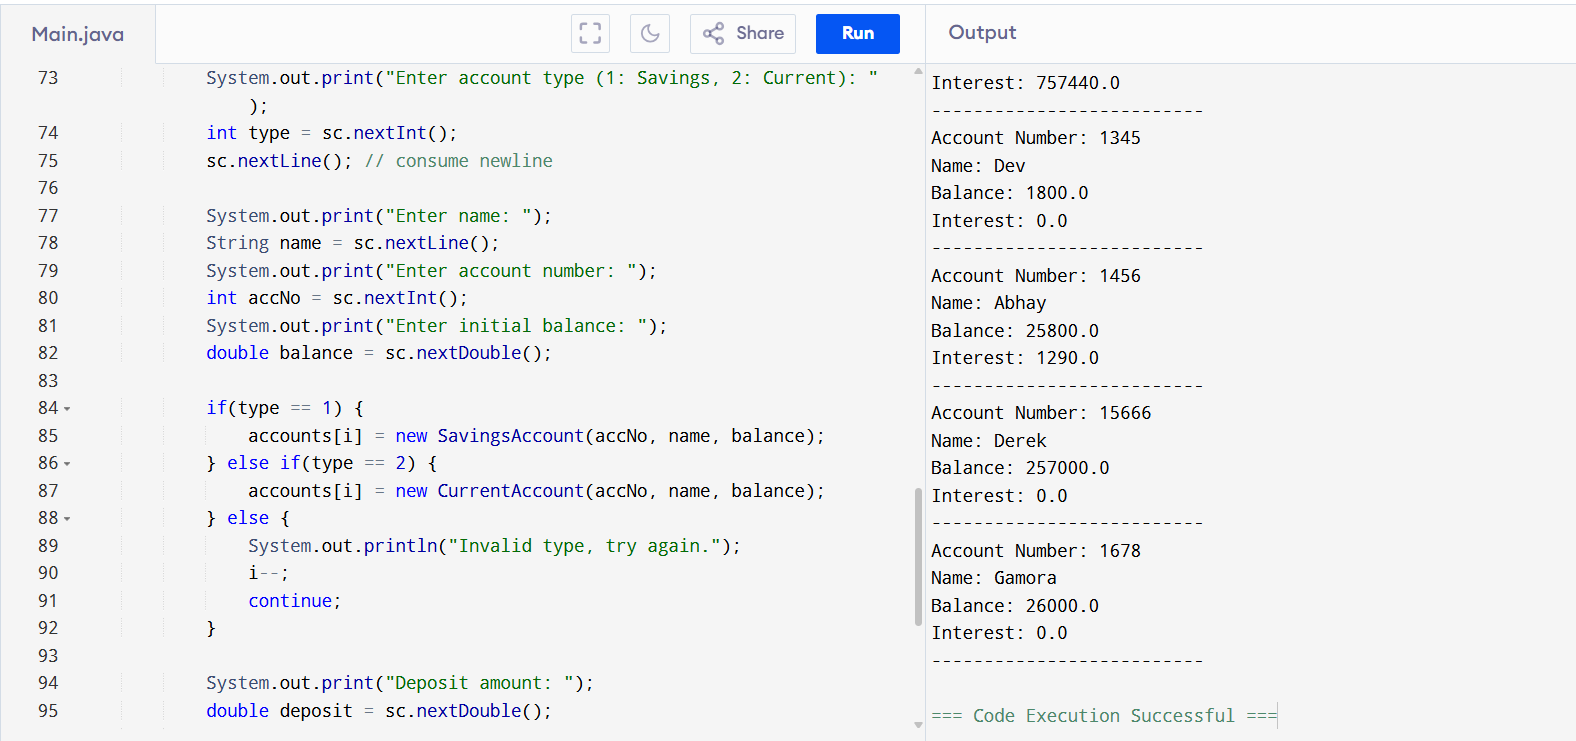 Main.java
Share
Run
Output
73 System.out.print("Enter account type (1: Savings, 2: Current): "
);
74 int type = sc.nextInt();
75 sc.nextLine(); // consume newline
76
77 System.out.print("Enter name: ");
78 String name = sc.nextLine();
79 System.out.print("Enter account number: ");
80 int accNo = sc.nextInt();
81 System.out.print("Enter initial balance: ");
82 double balance = sc.nextDouble();
83
84 if(type == 1) {
85 accounts[i] = new SavingsAccount(accNo, name, balance);
86 } else if(type == 2) {
87 accounts[i] = new CurrentAccount(accNo, name, balance);
88 } else {
89 System.out.println("Invalid type, try again.");
90 i--;
91 continue;
92 }
93
94 System.out.print("Deposit amount: ");
95 double deposit = sc.nextDouble();
Interest: 757440.0
--------------------------
Account Number: 1345
Name: Dev
Balance: 1800.0
Interest: 0.0
--------------------------
Account Number: 1456
Name: Abhay
Balance: 25800.0
Interest: 1290.0
--------------------------
Account Number: 15666
Name: Derek
Balance: 257000.0
Interest: 0.0
--------------------------
Account Number: 1678
Name: Gamora
Balance: 26000.0
Interest: 0.0
--------------------------
=== Code Execution Successful ===